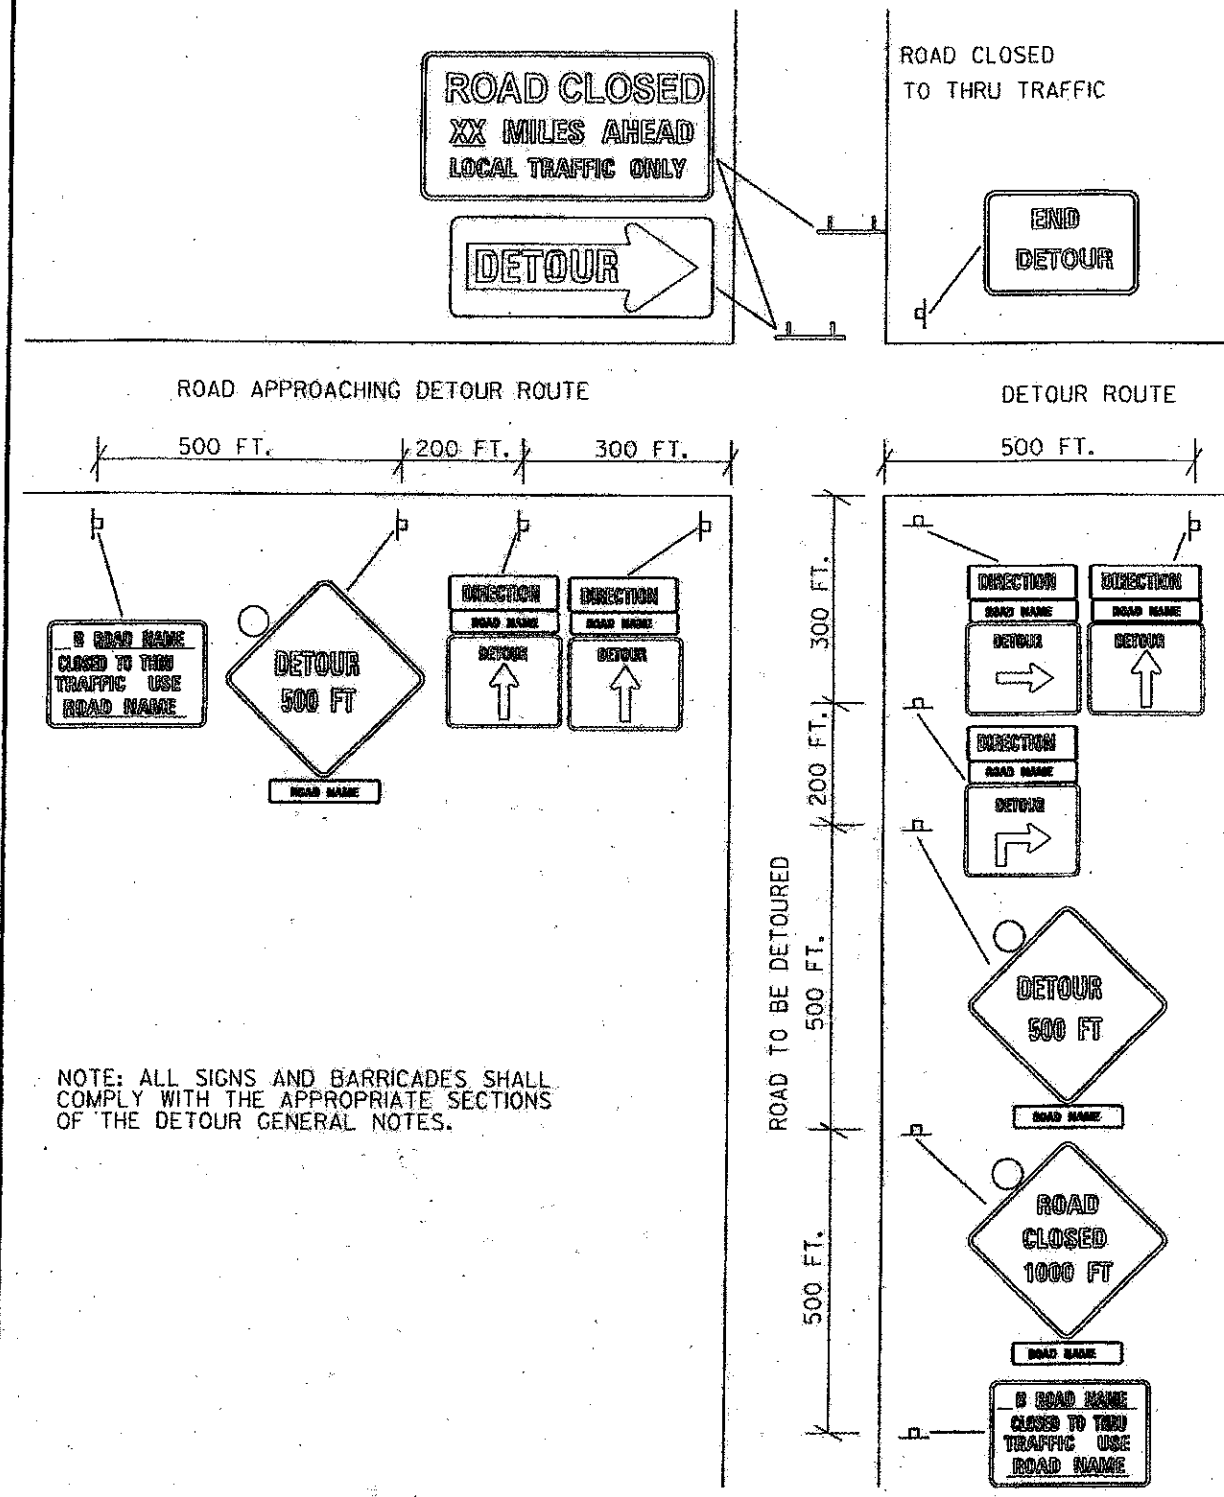 ROAD CLOSED
XX MILES AHEAD
LOCAL TRAFFIC ONLY
DETOUR
ROAD CLOSED
TO THRU TRAFFIC
END
DETOUR
ROAD APPROACHING DETOUR ROUTE
DETOUR ROUTE
500 FT.
200 FT.
300 FT.
500 FT.
B ROAD NAME
CLOSED TO THRU
TRAFFIC USE
ROAD NAME
DETOUR
500 FT
ROAD NAME
DIRECTION
ROAD NAME
DETOUR
DIRECTION
ROAD NAME
DETOUR
300 FT.
200 FT.
500 FT.
500 FT.
ROAD TO BE DETOURED
DIRECTION
ROAD NAME
DETOUR
DIRECTION
ROAD NAME
DETOUR
DIRECTION
ROAD NAME
DETOUR
DETOUR
500 FT
ROAD NAME
ROAD
CLOSED
1000 FT
ROAD NAME
B ROAD NAME
CLOSED TO THRU
TRAFFIC USE
ROAD NAME
NOTE: ALL SIGNS AND BARRICADES SHALL
COMPLY WITH THE APPROPRIATE SECTIONS
OF THE DETOUR GENERAL NOTES.